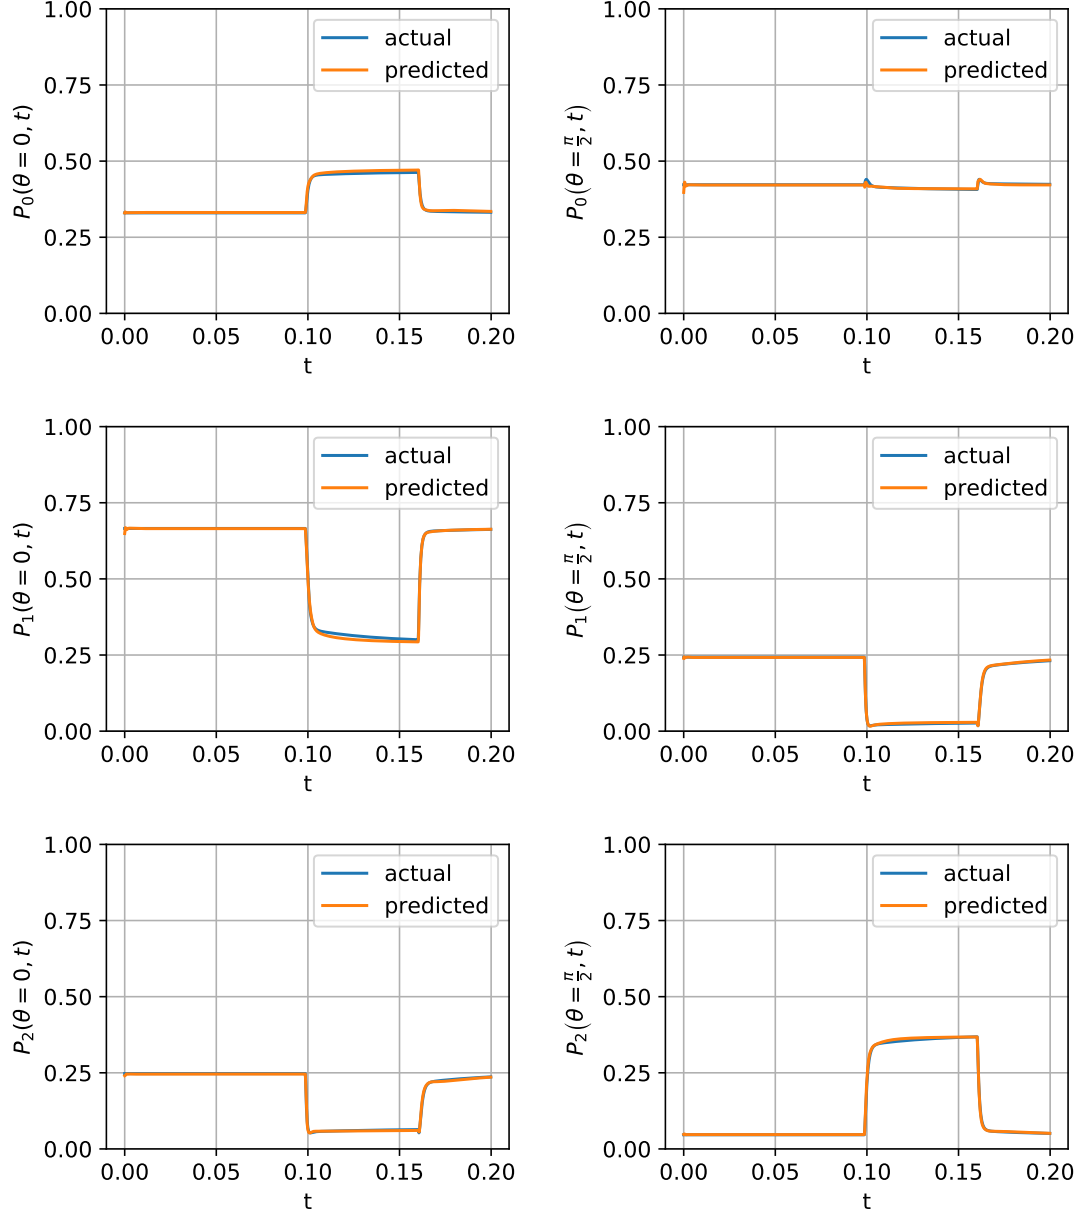 1.00
0.75
0.50
0.25
0.00
P₀(θ = 0, t)
actual
predicted
0.00 0.05 0.10 0.15 0.20
t
1.00
0.75
0.50
0.25
0.00
P₀(θ = π/2, t)
actual
predicted
0.00 0.05 0.10 0.15 0.20
t
1.00
0.75
0.50
0.25
0.00
P₁(θ = 0, t)
actual
predicted
0.00 0.05 0.10 0.15 0.20
t
1.00
0.75
0.50
0.25
0.00
P₁(θ = π/2, t)
actual
predicted
0.00 0.05 0.10 0.15 0.20
t
1.00
0.75
0.50
0.25
0.00
P₂(θ = 0, t)
actual
predicted
0.00 0.05 0.10 0.15 0.20
t
1.00
0.75
0.50
0.25
0.00
P₂(θ = π/2, t)
actual
predicted
0.00 0.05 0.10 0.15 0.20
t